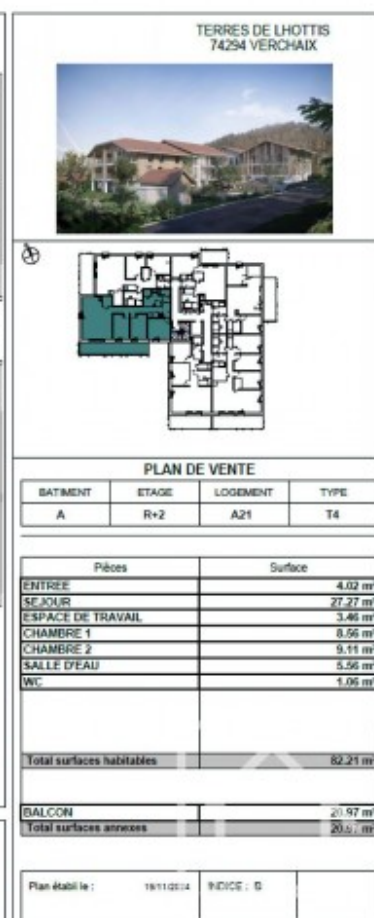 TERRES DE LHOTTIS
74294 VERCHAIX
PLAN DE VENTE
BATIMENT ETAGE LOGEMENT TYPE
A R+2 A21 T4
Pièces Surface
ENTREE 4.02 m²
SEJOUR 27.27 m²
ESPACE DE TRAVAIL 3.46 m²
CHAMBRE 1 8.56 m²
CHAMBRE 2 9.11 m²
SALLE D'EAU 5.56 m²
WC 1.06 m²
Total surfaces habitables 82.21 m²
BALCON 20.97 m²
Total surfaces annexes 20.97 m²
Plan établi le : INDICE :